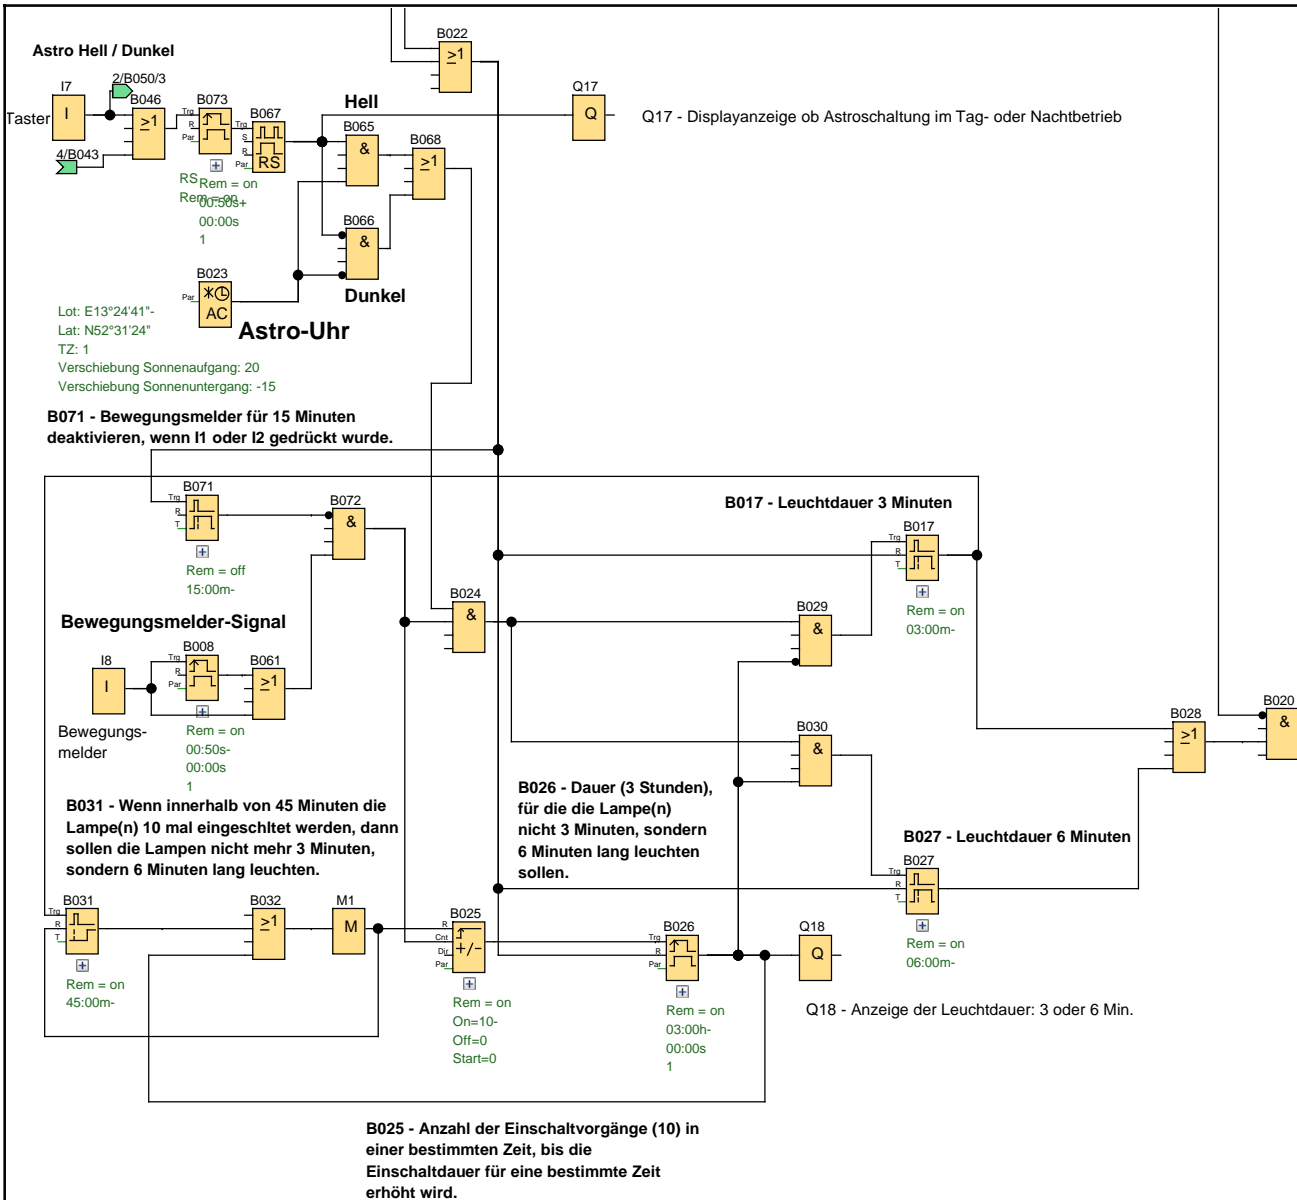 B022
Astro Hell / Dunkel
I7
2/B050/3
B046
B073
B067
Hell
Q17
Taster
I
≥1
Trg
R
Par
Trg
S
R
Par
RS
B065
&
B068
≥1
Q
Q17 - Displayanzeige ob Astroschaltung im Tag- oder Nachtbetrieb
≥1
4/B043
RS
Rem = on
Rem = on
00:50s+
00:00s
1
B066
&
Dunkel
B023
Par
AC
Astro-Uhr
Lot: E13°24'41"-
Lat: N52°31'24"
TZ: 1
Verschiebung Sonnenaufgang: 20
Verschiebung Sonnenuntergang: -15
B071 - Bewegungsmelder für 15 Minuten
deaktivieren, wenn I1 oder I2 gedrückt wurde.
B071
Trg
R
T
Rem = off
15:00m-
B072
&
B017 - Leuchtdauer 3 Minuten
B017
Trg
R
T
Rem = on
03:00m-
B024
&
B029
&
Bewegungsmelder-Signal
I8
I
Bewegungs-
melder
B008
Trg
R
Par
Rem = on
00:50s-
00:00s
1
B061
≥1
B030
&
B028
≥1
B020
&
B031 - Wenn innerhalb von 45 Minuten die
Lampe(n) 10 mal eingeschltet werden, dann
sollen die Lampen nicht mehr 3 Minuten,
sondern 6 Minuten lang leuchten.
B026 - Dauer (3 Stunden),
für die die Lampe(n)
nicht 3 Minuten, sondern
6 Minuten lang leuchten
sollen.
B027 - Leuchtdauer 6 Minuten
B027
Trg
R
T
Rem = on
06:00m-
B031
Trg
R
T
Rem = on
45:00m-
B032
≥1
M1
M
B025
R
Cnt
Dir
Par
+/-
Rem = on
On=10-
Off=0
Start=0
B026
Trg
R
Par
Rem = on
03:00h-
00:00s
1
Q18
Q
Q18 - Anzeige der Leuchtdauer: 3 oder 6 Min.
B025 - Anzahl der Einschaltvorgänge (10) in
einer bestimmten Zeit, bis die
Einschaltdauer für eine bestimmte Zeit
erhöht wird.